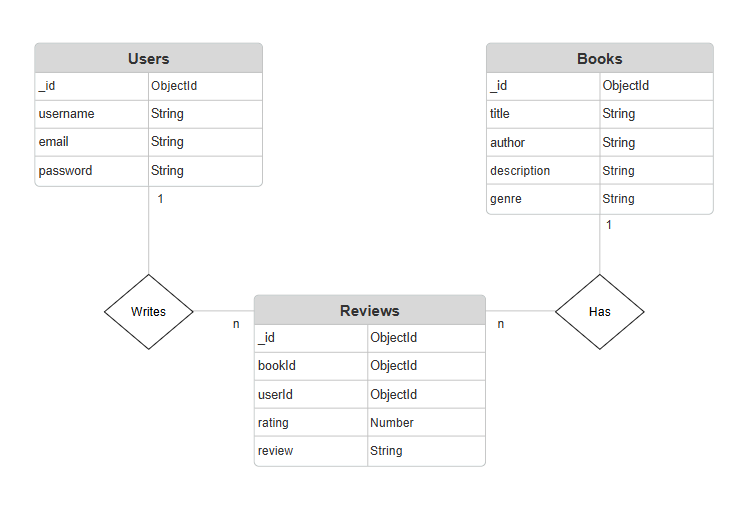 Users
_id ObjectId
username String
email String
password String
1
Books
_id ObjectId
title String
author String
description String
genre String
1
Writes
n
Reviews
_id ObjectId
bookId ObjectId
userId ObjectId
rating Number
review String
n
Has